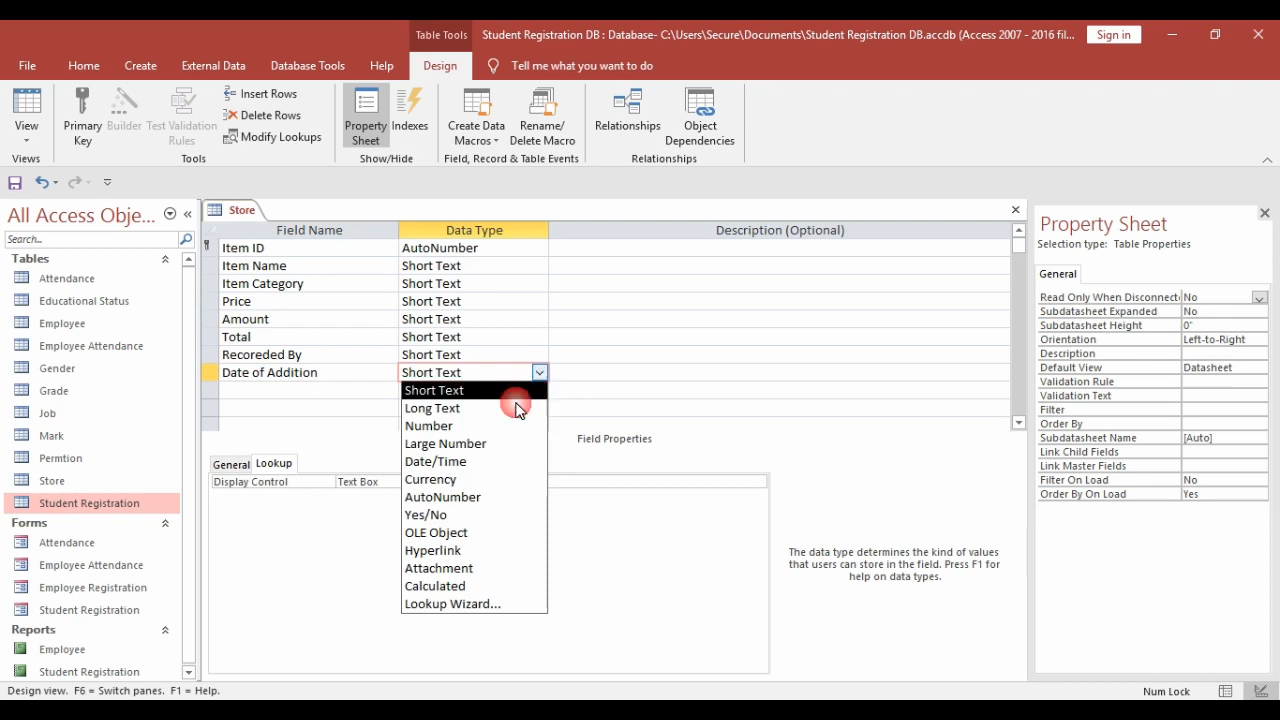 Table Tools
Student Registration DB : Database- C:\Users\Secure\Documents\Student Registration DB.accdb (Access 2007 - 2016 fil...
Sign in
File Home Create External Data Database Tools Help Design Tell me what you want to do
View
Views
Primary Key
Builder
Test Validation Rules
Insert Rows
Delete Rows
Modify Lookups
Tools
Property Sheet
Indexes
Show/Hide
Create Data Macros
Rename/ Delete Macro
Field, Record & Table Events
Relationships
Object Dependencies
Relationships
All Access Obje...
Search...
Tables
Attendance
Educational Status
Employee
Employee Attendance
Gender
Grade
Job
Mark
Permtion
Store
Student Registration
Forms
Attendance
Employee Attendance
Employee Registration
Student Registration
Reports
Employee
Student Registration
Store
Field Name Data Type Description (Optional)
Item ID AutoNumber
Item Name Short Text
Item Category Short Text
Price Short Text
Amount Short Text
Total Short Text
Recoreded By Short Text
Date of Addition Short Text
Short Text
Long Text
Number
Large Number
Date/Time
Currency
AutoNumber
Yes/No
OLE Object
Hyperlink
Attachment
Calculated
Lookup Wizard...
Field Properties
General Lookup
Display Control Text Box
The data type determines the kind of values
that users can store in the field. Press F1 for
help on data types.
Property Sheet
Selection type: Table Properties
General
Read Only When Disconnect No
Subdatasheet Expanded No
Subdatasheet Height 0"
Orientation Left-to-Right
Description
Default View Datasheet
Validation Rule
Validation Text
Filter
Order By
Subdatasheet Name [Auto]
Link Child Fields
Link Master Fields
Filter On Load No
Order By On Load Yes
Design view. F6 = Switch panes. F1 = Help.
Num Lock